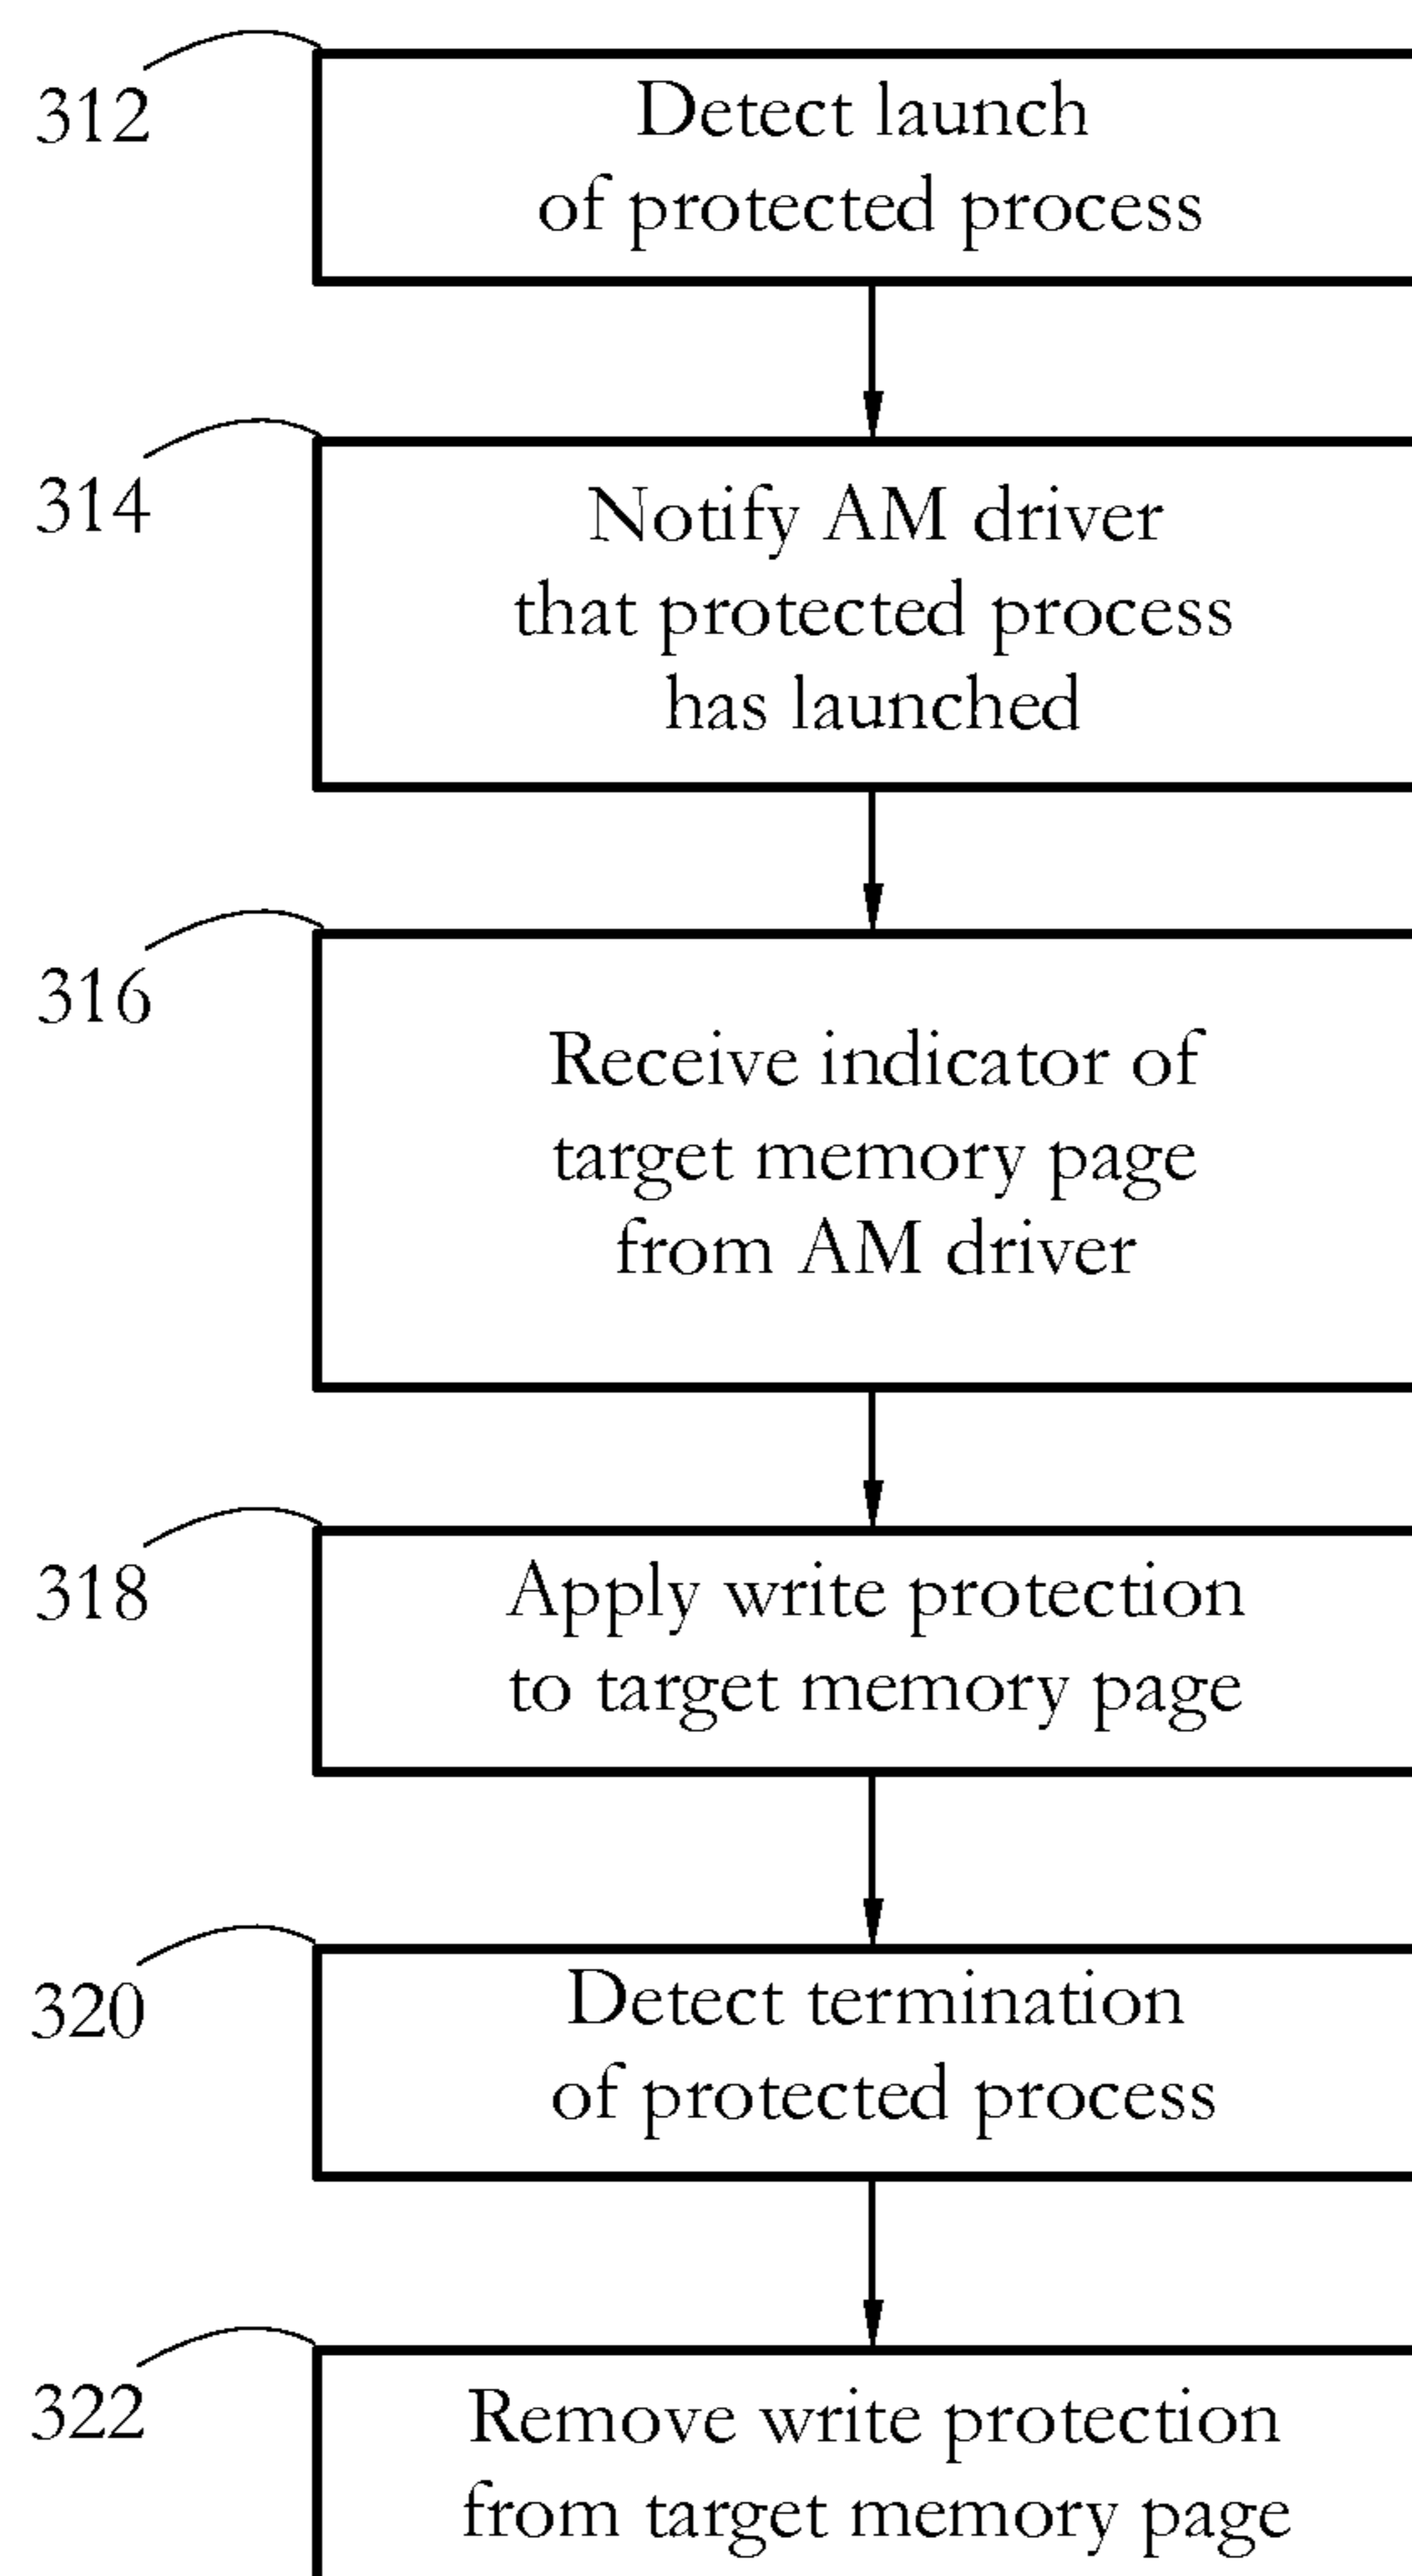 312
Detect launch
of protected process
314
Notify AM driver
that protected process
has launched
316
Receive indicator of
target memory page
from AM driver
318
Apply write protection
to target memory page
320
Detect termination
of protected process
322
Remove write protection
from target memory page